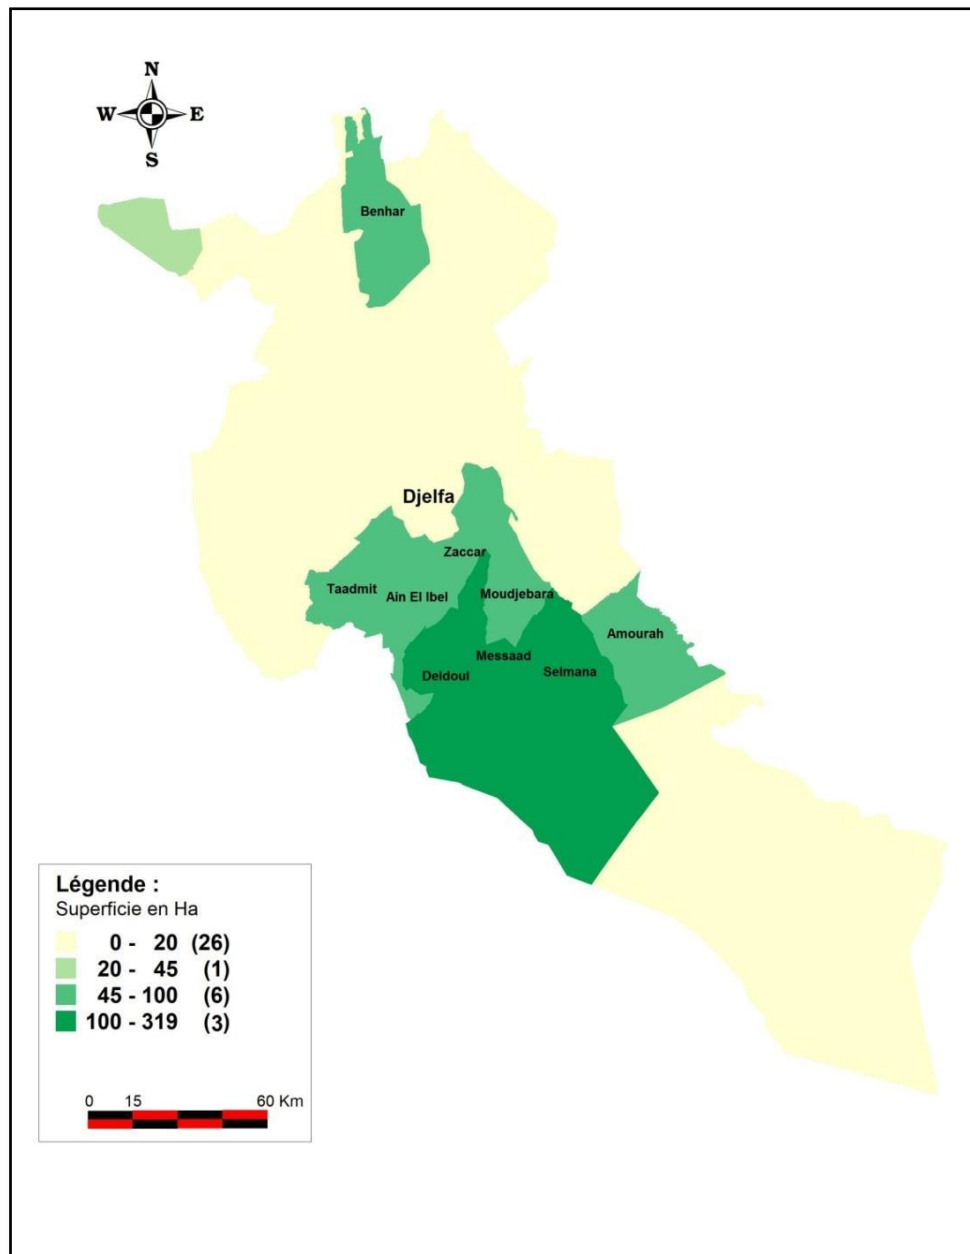 N
W E
S
Benhar
Djelfa
Zaccar
Taadmit
Ain El Ibel
Moudjebara
Amourah
Messaad
Selmana
Deldoul
Légende :
Superficie en Ha
0 - 20 (26)
20 - 45 (1)
45 - 100 (6)
100 - 319 (3)
0 15 60 Km